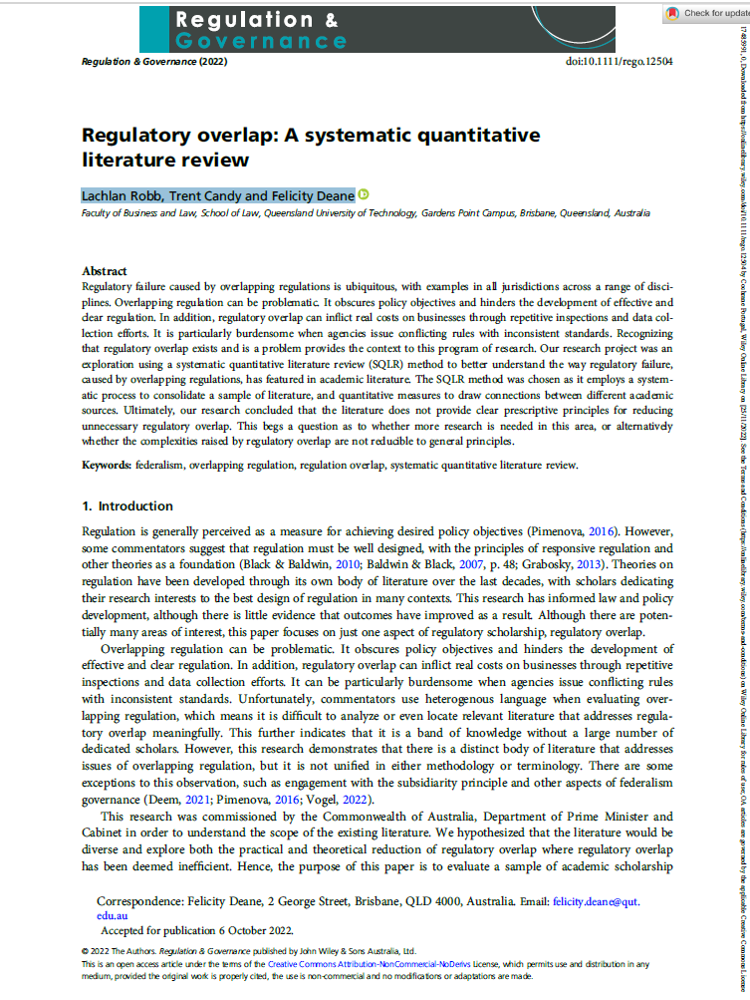 Regulation &
Governance
Check for update
Regulation & Governance (2022)
doi:10.1111/rego.12504
Regulatory overlap: A systematic quantitative
literature review
Lachlan Robb, Trent Candy and Felicity Deane
Faculty of Business and Law, School of Law, Queensland University of Technology, Gardens Point Campus, Brisbane, Queensland, Australia
Abstract
Regulatory failure caused by overlapping regulations is ubiquitous, with examples in all jurisdictions across a range of disci-
plines. Overlapping regulation can be problematic. It obscures policy objectives and hinders the development of effective and
clear regulation. In addition, regulatory overlap can inflict real costs on businesses through repetitive inspections and data col-
lection efforts. It is particularly burdensome when agencies issue conflicting rules with inconsistent standards. Recognizing
that regulatory overlap exists and is a problem provides the context to this program of research. Our research project was an
exploration using a systematic quantitative literature review (SQLR) method to better understand the way regulatory failure,
caused by overlapping regulations, has featured in academic literature. The SQLR method was chosen as it employs a system-
atic process to consolidate a sample of literature, and quantitative measures to draw connections between different academic
sources. Ultimately, our research concluded that the literature does not provide clear prescriptive principles for reducing
unnecessary regulatory overlap. This begs a question as to whether more research is needed in this area, or alternatively
whether the complexities raised by regulatory overlap are not reducible to general principles.
Keywords: federalism, overlapping regulation, regulation overlap, systematic quantitative literature review.
1. Introduction
Regulation is generally perceived as a measure for achieving desired policy objectives (Pimenova, 2016). However,
some commentators suggest that regulation must be well designed, with the principles of responsive regulation and
other theories as a foundation (Black & Baldwin, 2010; Baldwin & Black, 2007, p. 48; Grabosky, 2013). Theories on
regulation have been developed through its own body of literature over the last decades, with scholars dedicating
their research interests to the best design of regulation in many contexts. This research has informed law and policy
development, although there is little evidence that outcomes have improved as a result. Although there are poten-
tially many areas of interest, this paper focuses on just one aspect of regulatory scholarship, regulatory overlap.
Overlapping regulation can be problematic. It obscures policy objectives and hinders the development of
effective and clear regulation. In addition, regulatory overlap can inflict real costs on businesses through repetitive
inspections and data collection efforts. It can be particularly burdensome when agencies issue conflicting rules
with inconsistent standards. Unfortunately, commentators use heterogenous language when evaluating over-
lapping regulation, which means it is difficult to analyze or even locate relevant literature that addresses regula-
tory overlap meaningfully. This further indicates that it is a band of knowledge without a large number of
dedicated scholars. However, this research demonstrates that there is a distinct body of literature that addresses
issues of overlapping regulation, but it is not unified in either methodology or terminology. There are some
exceptions to this observation, such as engagement with the subsidiarity principle and other aspects of federalism
governance (Deem, 2021; Pimenova, 2016; Vogel, 2022).
This research was commissioned by the Commonwealth of Australia, Department of Prime Minister and
Cabinet in order to understand the scope of the existing literature. We hypothesized that the literature would be
diverse and explore both the practical and theoretical reduction of regulatory overlap where regulatory overlap
has been deemed inefficient. Hence, the purpose of this paper is to evaluate a sample of academic scholarship
Correspondence: Felicity Deane, 2 George Street, Brisbane, QLD 4000, Australia. Email: felicity.deane@qut.
edu.au
Accepted for publication 6 October 2022.
© 2022 The Authors. Regulation & Governance published by John Wiley & Sons Australia, Ltd.
This is an open access article under the terms of the Creative Commons Attribution-NonCommercial-NoDerivs License, which permits use and distribution in any
medium, provided the original work is properly cited, the use is non-commercial and no modifications or adaptations are made.
17485991, 0, Downloaded from https://onlinelibrary.wiley.com/doi/10.1111/rego.12504 by Cochrane Portugal, Wiley Online Library on [25/11/2022]. See the Terms and Conditions (https://onlinelibrary.wiley.com/terms-and-conditions) on Wiley Online Library for rules of use; OA articles are governed by the applicable Creative Commons License